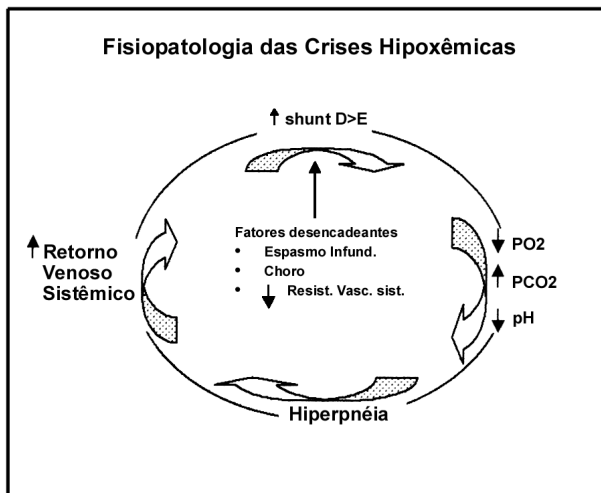 Fisiopatologia das Crises Hipoxêmicas
↑ shunt D>E
Fatores desencadeantes
• Espasmo Infund.
• Choro
• ↓ Resist. Vasc. sist.
↑ Retorno
Venoso
Sistêmico
↓ PO2
↑ PCO2
↓ pH
Hiperpnéia